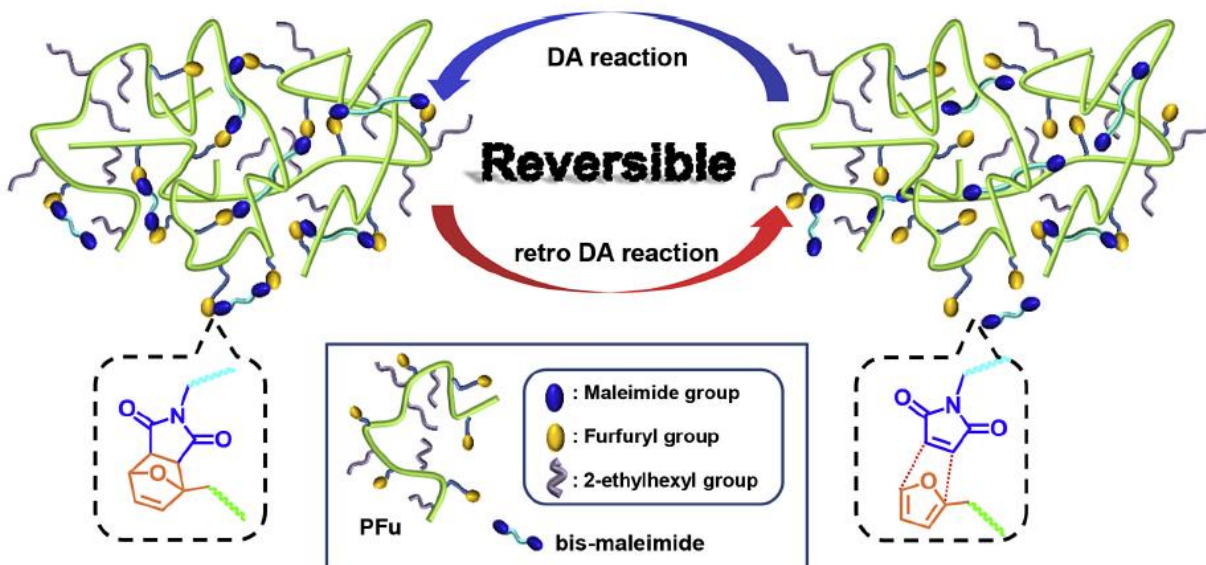 DA reaction
Reversible
retro DA reaction
O
N
O
O
: Maleimide group
: Furfuryl group
: 2-ethylhexyl group
PFu
bis-maleimide
O
N
O
O